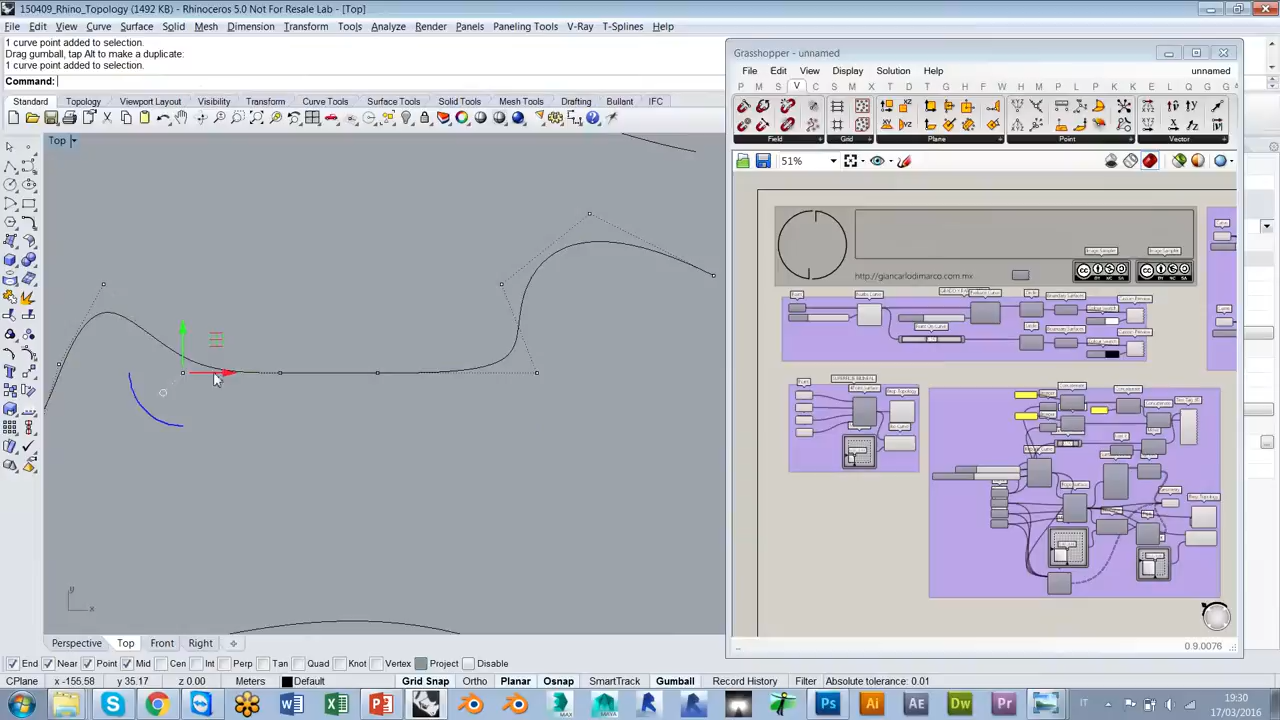 150409_Rhino_Topology (1492 KB) - Rhinoceros 5.0 Not For Resale Lab - [Top]
File Edit View Curve Surface Solid Mesh Dimension Transform Tools Analyze Render Panels Paneling Tools V-Ray T-Splines Help
1 curve point added to selection.
Drag gumball, tap Alt to make a duplicate:
1 curve point added to selection.
Command:
Standard Topology Viewport Layout Visibility Transform Curve Tools Surface Tools Solid Tools Mesh Tools Drafting Bullant IFC
Top
Grasshopper - unnamed
File Edit View Display Solution Help unnamed
P M S V C S M I T D W M L F E K H B L G
Field Grid Plane Point Vector
51%
http://giancarlodimarco.com.mx
y
x
0.9.0076
Perspective Top Front Right
End Near Point Mid Cen Int Perp Tan Quad Knot Vertex Project Disable
CPlane x -155.58 y 35.17 z 0.00 Meters Default Grid Snap Ortho Planar Osnap SmartTrack Gumball Record History Filter Absolute tolerance: 0.01
IT
19:30
17/03/2016